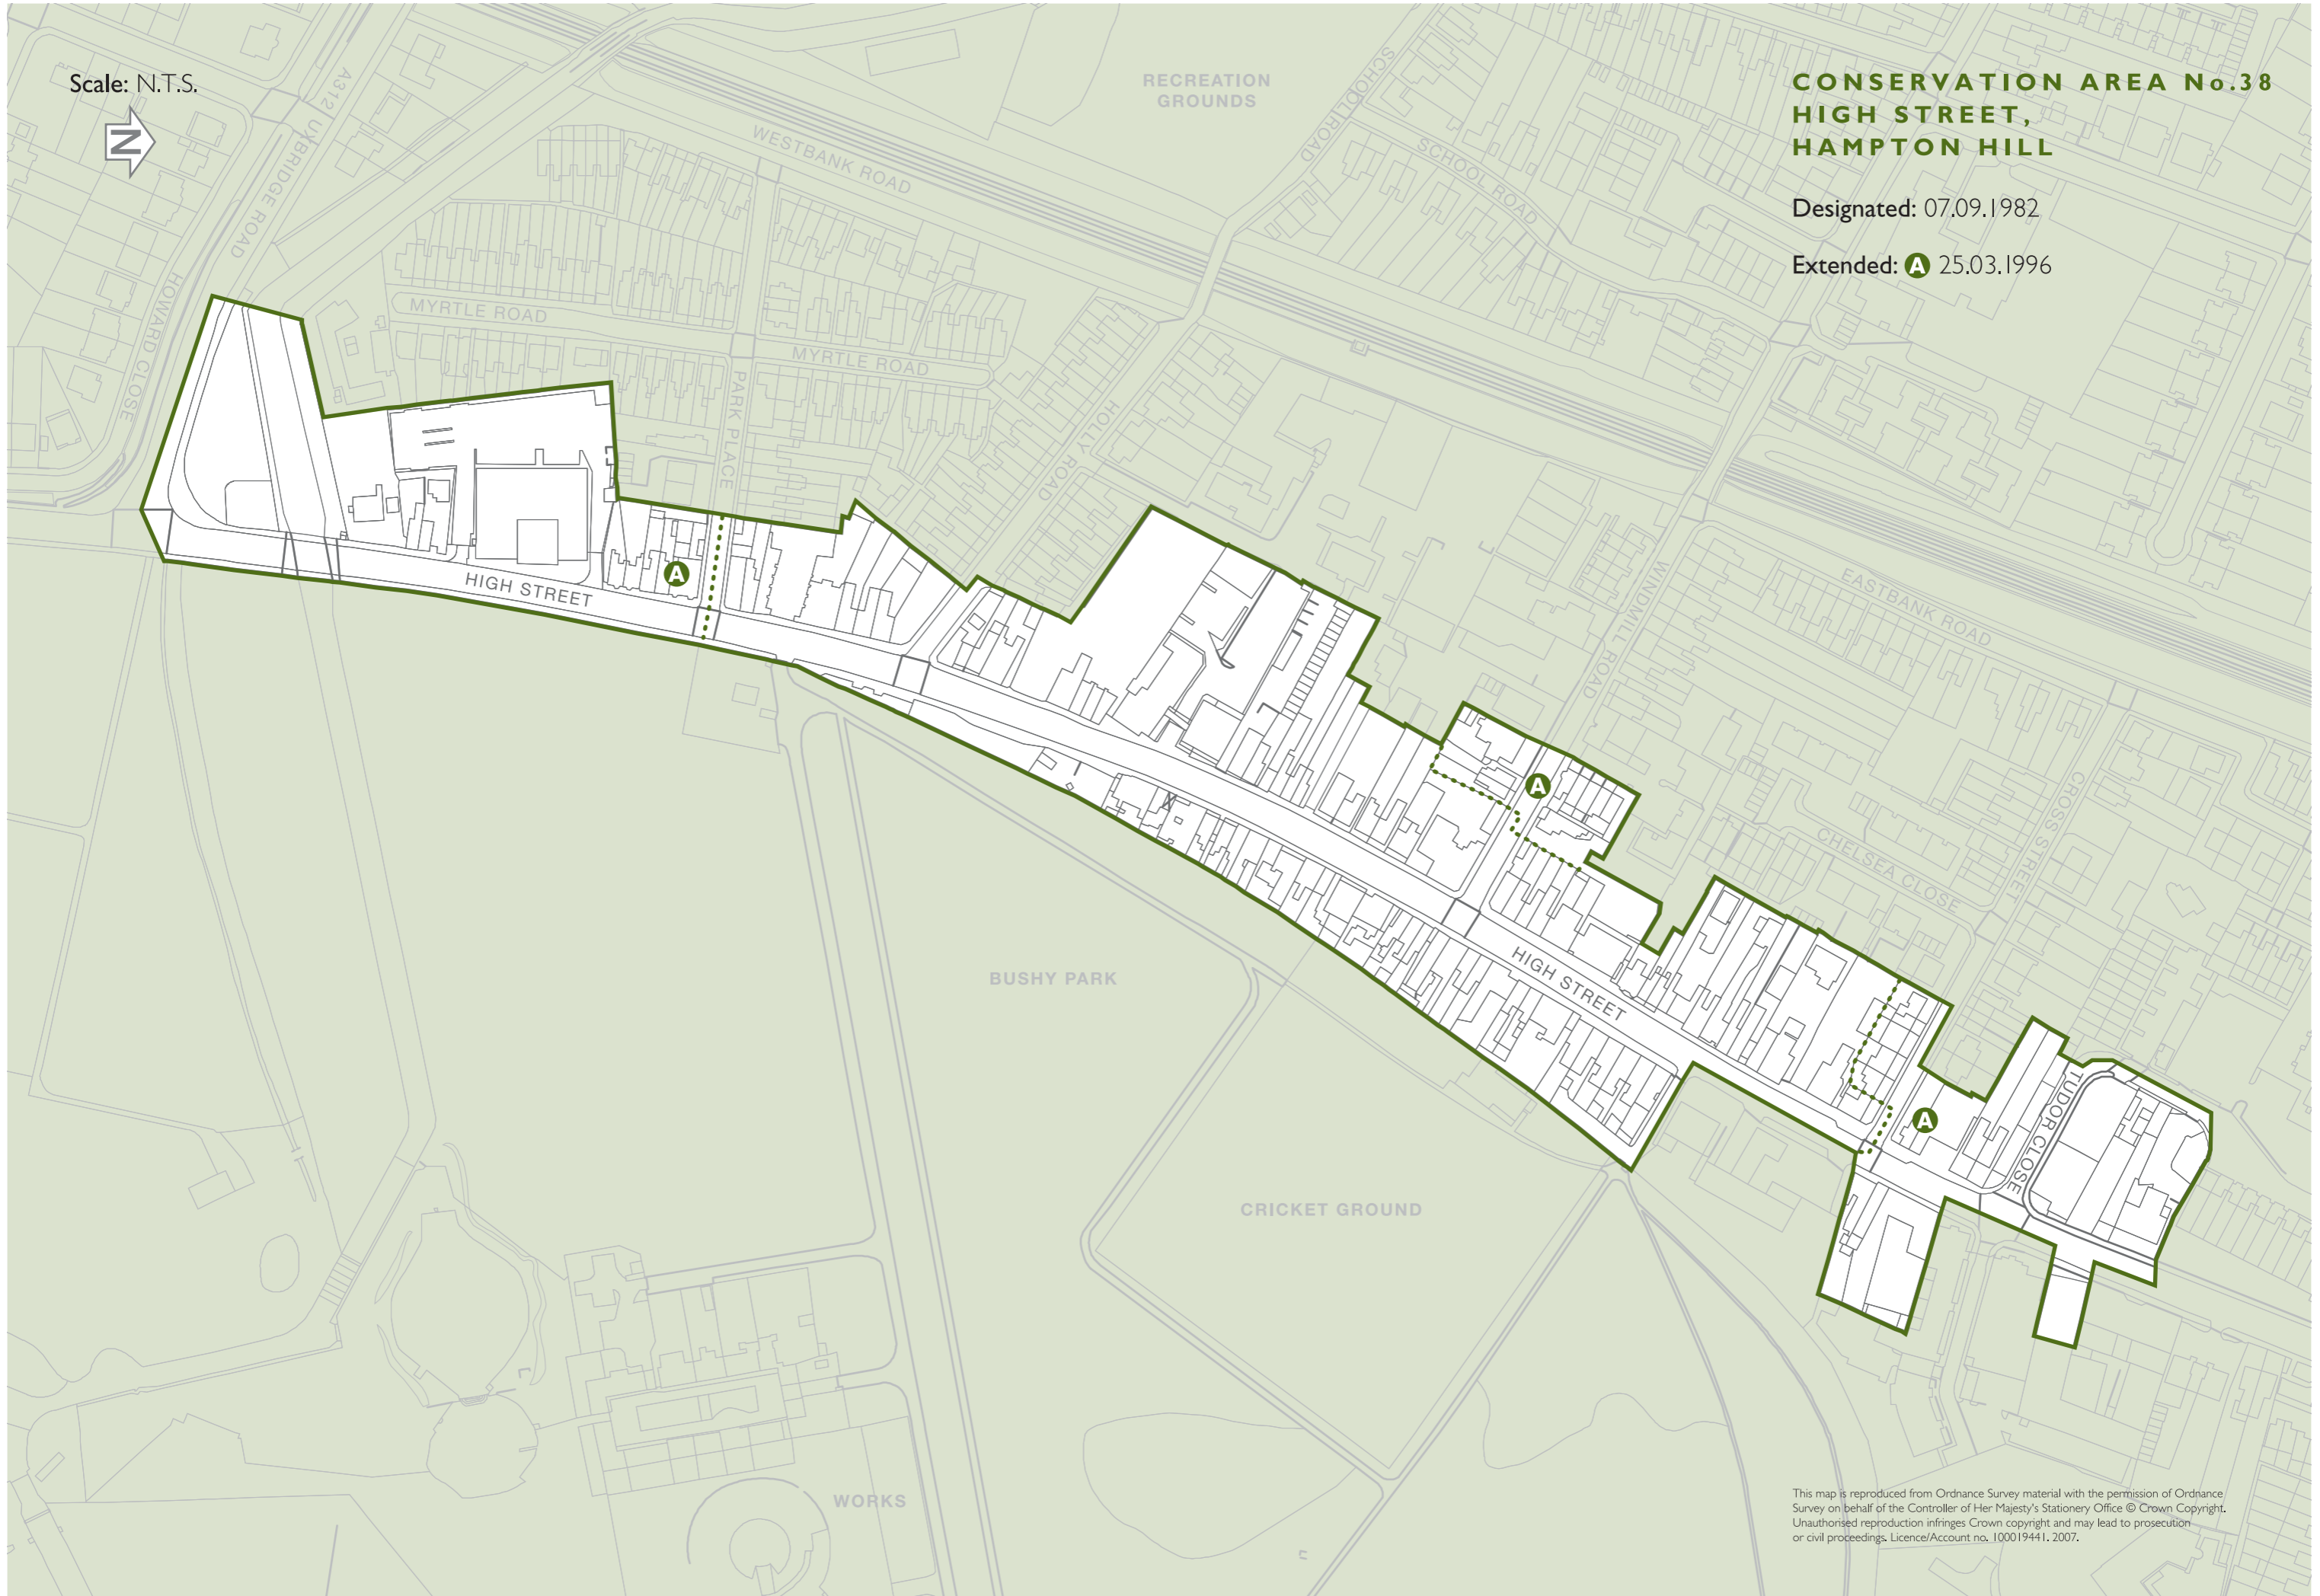 Scale: N.T.S.
N
CONSERVATION AREA No.38
HIGH STREET,
HAMPTON HILL
Designated: 07.09.1982
Extended: A 25.03.1996
RECREATION
GROUNDS
A312 UXBRIDGE ROAD
HOWARD CLOSE
WESTBANK ROAD
SCHOOL ROAD
SCHOOL ROAD
MYRTLE ROAD
MYRTLE ROAD
PARK PLACE
HOLLY ROAD
WINDMILL ROAD
EASTBANK ROAD
CROSS STREET
CHELSEA CLOSE
HIGH STREET
A
A
HIGH STREET
A
TUDOR CLOSE
BUSHY PARK
CRICKET GROUND
WORKS
This map is reproduced from Ordnance Survey material with the permission of Ordnance
Survey on behalf of the Controller of Her Majesty's Stationery Office © Crown Copyright.
Unauthorised reproduction infringes Crown copyright and may lead to prosecution
or civil proceedings. Licence/Account no. 100019441. 2007.